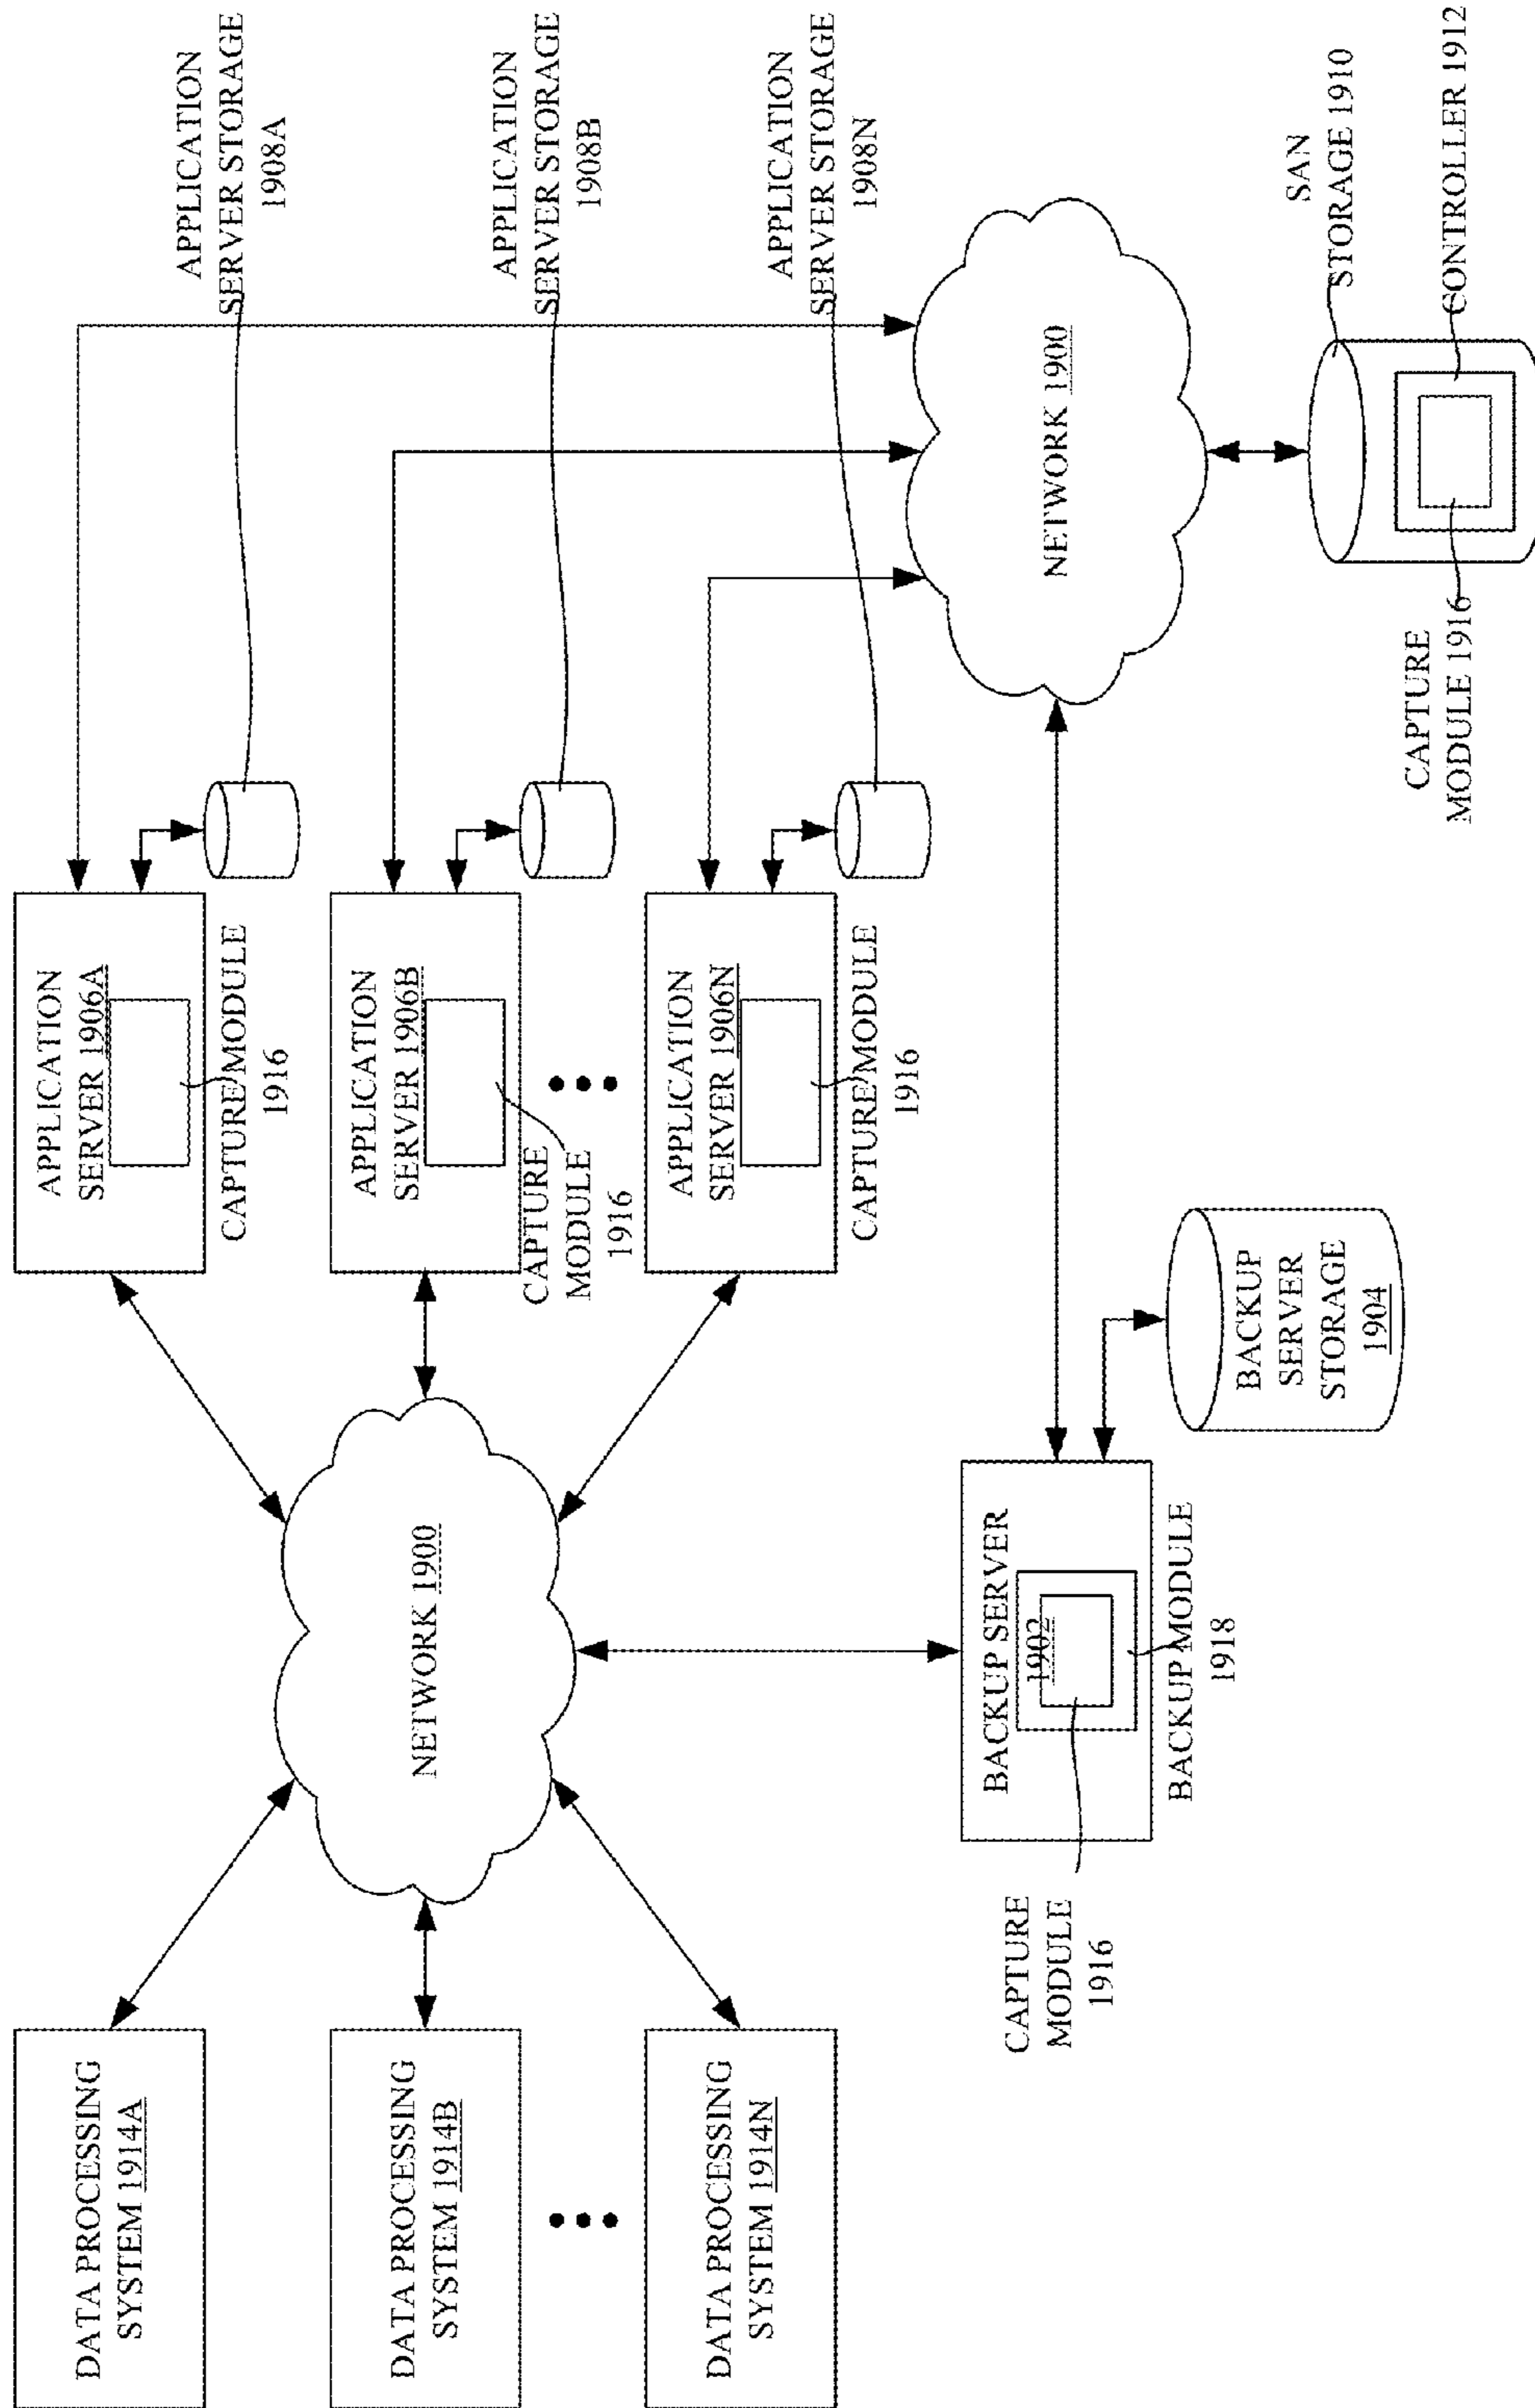 DATA PROCESSING
SYSTEM 1914A
DATA PROCESSING
SYSTEM 1914B
DATA PROCESSING
SYSTEM 1914N
NETWORK 1900
APPLICATION
SERVER 1906A
CAPTURE MODULE
1916
APPLICATION
SERVER 1906B
CAPTURE
MODULE
1916
APPLICATION
SERVER 1906N
CAPTURE MODULE
1916
APPLICATION
SERVER STORAGE
1908A
APPLICATION
SERVER STORAGE
1908B
APPLICATION
SERVER STORAGE
1908N
BACKUP SERVER
1902
BACKUP MODULE
1918
CAPTURE
MODULE
1916
BACKUP
SERVER
STORAGE
1904
NETWORK 1900
SAN
STORAGE 1910
CONTROLLER 1912
CAPTURE
MODULE 1916